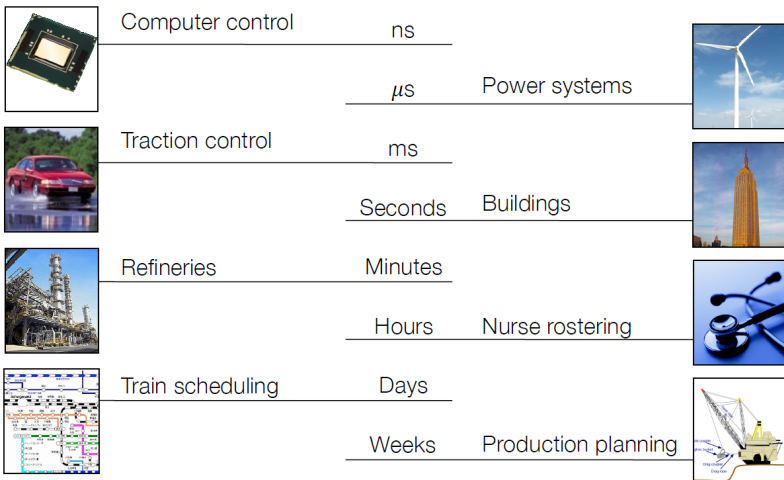 Computer control ns
μs Power systems
Traction control ms
Seconds Buildings
Refineries Minutes
Hours Nurse rostering
Train scheduling Days
Weeks Production planning